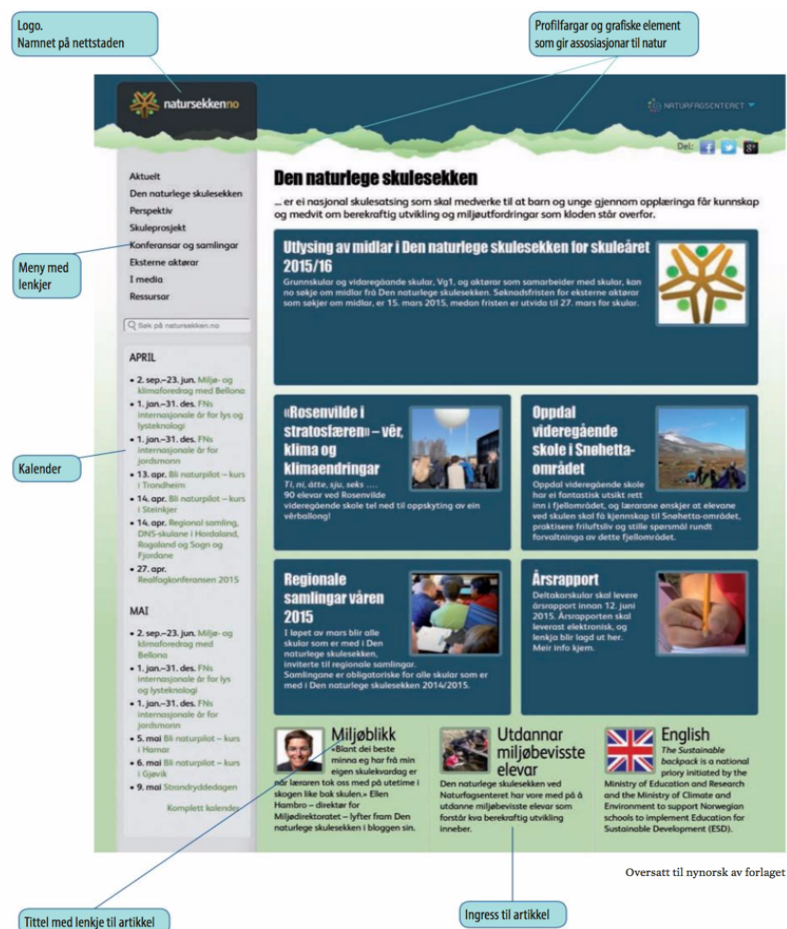 Logo.
Namnet på nettstaden
Profilfargar og grafiske element
som gir assosiasjonar til natur
natursekkenno
NATURFAGSENTERET
Del: f g+
Aktuelt
Den naturlege skulesekken
Perspektiv
Skuleprosjekt
Konferansar og samlingar
Eksterne aktørar
I media
Ressursar
Søk på natursekken.no
Meny med
lenkjer
APRIL
• 2. sep.–23. jun. Miljø- og
klimaforedrag med Bellona
• 1. jan.–31. des. FNs
internasjonale år for lys og
lysteknologi
• 1. jan.–31. des. FNs
internasjonale år for
jordsmonn
• 13. apr. Bli naturpilot – kurs
i Trondheim
• 14. apr. Bli naturpilot – kurs
i Steinkjer
• 14. apr. Regional samling,
DNS-skulane i Hordaland,
Rogaland og Sogn og
Fjordane
• 27. apr.
Realfagkonferansen 2015
Kalender
MAI
• 2. sep.–23. jun. Miljø- og
klimaforedrag med
Bellona
• 1. jan.–31. des. FNs
internasjonale år for lys
og lysteknologi
• 1. jan.–31. des. FNs
internasjonale år for
jordsmonn
• 5. mai Bli naturpilot – kurs
i Hamar
• 6. mai Bli naturpilot – kurs
i Gjøvik
• 9. mai Strandryddedagen
Komplett kalender
Den naturlege skulesekken
... er ei nasjonal skulesatsing som skal medverke til at barn og unge gjennom opplæringa får kunnskap
og medvit om berekraftig utvikling og miljøutfordringar som kloden står overfor.
Utlysing av midlar i Den naturlege skulesekken for skuleåret
2015/16
Grunnskular og vidaregåande skular, Vg1, og aktørar som samarbeider med skular, kan
no søkje om midlar frå Den naturlege skulesekken. Søknadsfristen for eksterne aktørar
som søkjer om midlar, er 15. mars 2015, medan fristen er utvida til 27. mars for skular.
«Rosenvilde i
stratosfæren» – vêr,
klima og
klimaendringar
Ti, ni, åtte, sju, seks ....
90 elevar ved Rosenvilde
videregående skole tel ned til oppskyting av ein
vêrballong!
Oppdal
videregående
skole i Snøhetta-
området
Oppdal videregående skole
har ei fantastisk utsikt rett
inn i fjellområdet, og lærarane ønskjer at elevane
ved skulen skal få kjennskap til Snøhetta-området,
praktisere friluftsliv og stille spørsmål rundt
forvaltninga av dette fjellområdet.
Regionale
samlingar våren
2015
I løpet av mars blir alle
skular som er med i Den
naturlege skulesekken,
inviterte til regionale samlingar.
Samlingane er obligatoriske for alle skular som er
med i Den naturlege skulesekken 2014/2015.
Årsrapport
Deltakarskular skal levere
årsrapport innan 12. juni
2015. Årsrapporten skal
leverast elektronisk, og
lenkja blir lagd ut her.
Meir info kjem.
Miljøblikk
«Blant dei beste
minna eg har frå min
eigen skulekvardag er
når læraren tok oss med på utetime i
skogen like bak skulen.» Ellen
Hambro – direktør for
Miljødirektoratet – lyfter fram Den
naturlege skulesekken i bloggen sin.
Utdannar
miljøbevisste
elevar
Den naturlege skulesekken ved
Naturfagsenteret har vore med på å
utdanne miljøbevisste elevar som
forstår kva berekraftig utvikling
inneber.
English
The Sustainable
backpack is a national
priory initiated by the
Ministry of Education and Research
and the Ministry of Climate and
Environment to support Norwegian
schools to implement Education for
Sustainable Development (ESD).
Oversatt til nynorsk av forlaget
Tittel med lenkje til artikkel
Ingress til artikkel